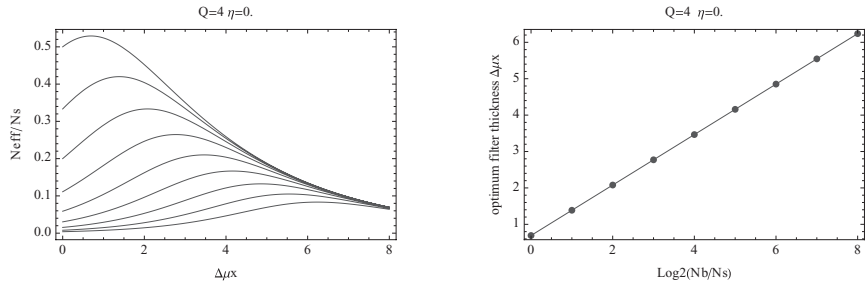 Q=4 η=0.
Neff/Ns
0.5
0.4
0.3
0.2
0.1
0.0
0 2 4 6 8
Δμx
Q=4 η=0.
optimum filter thickness Δμx
6
5
4
3
2
1
0 2 4 6 8
Log2(Nb/Ns)